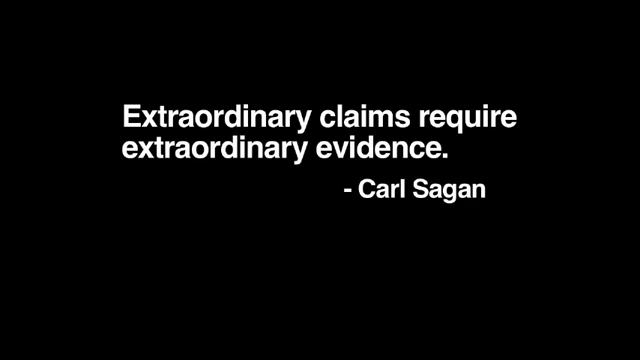 Extraordinary claims require
extraordinary evidence.
- Carl Sagan